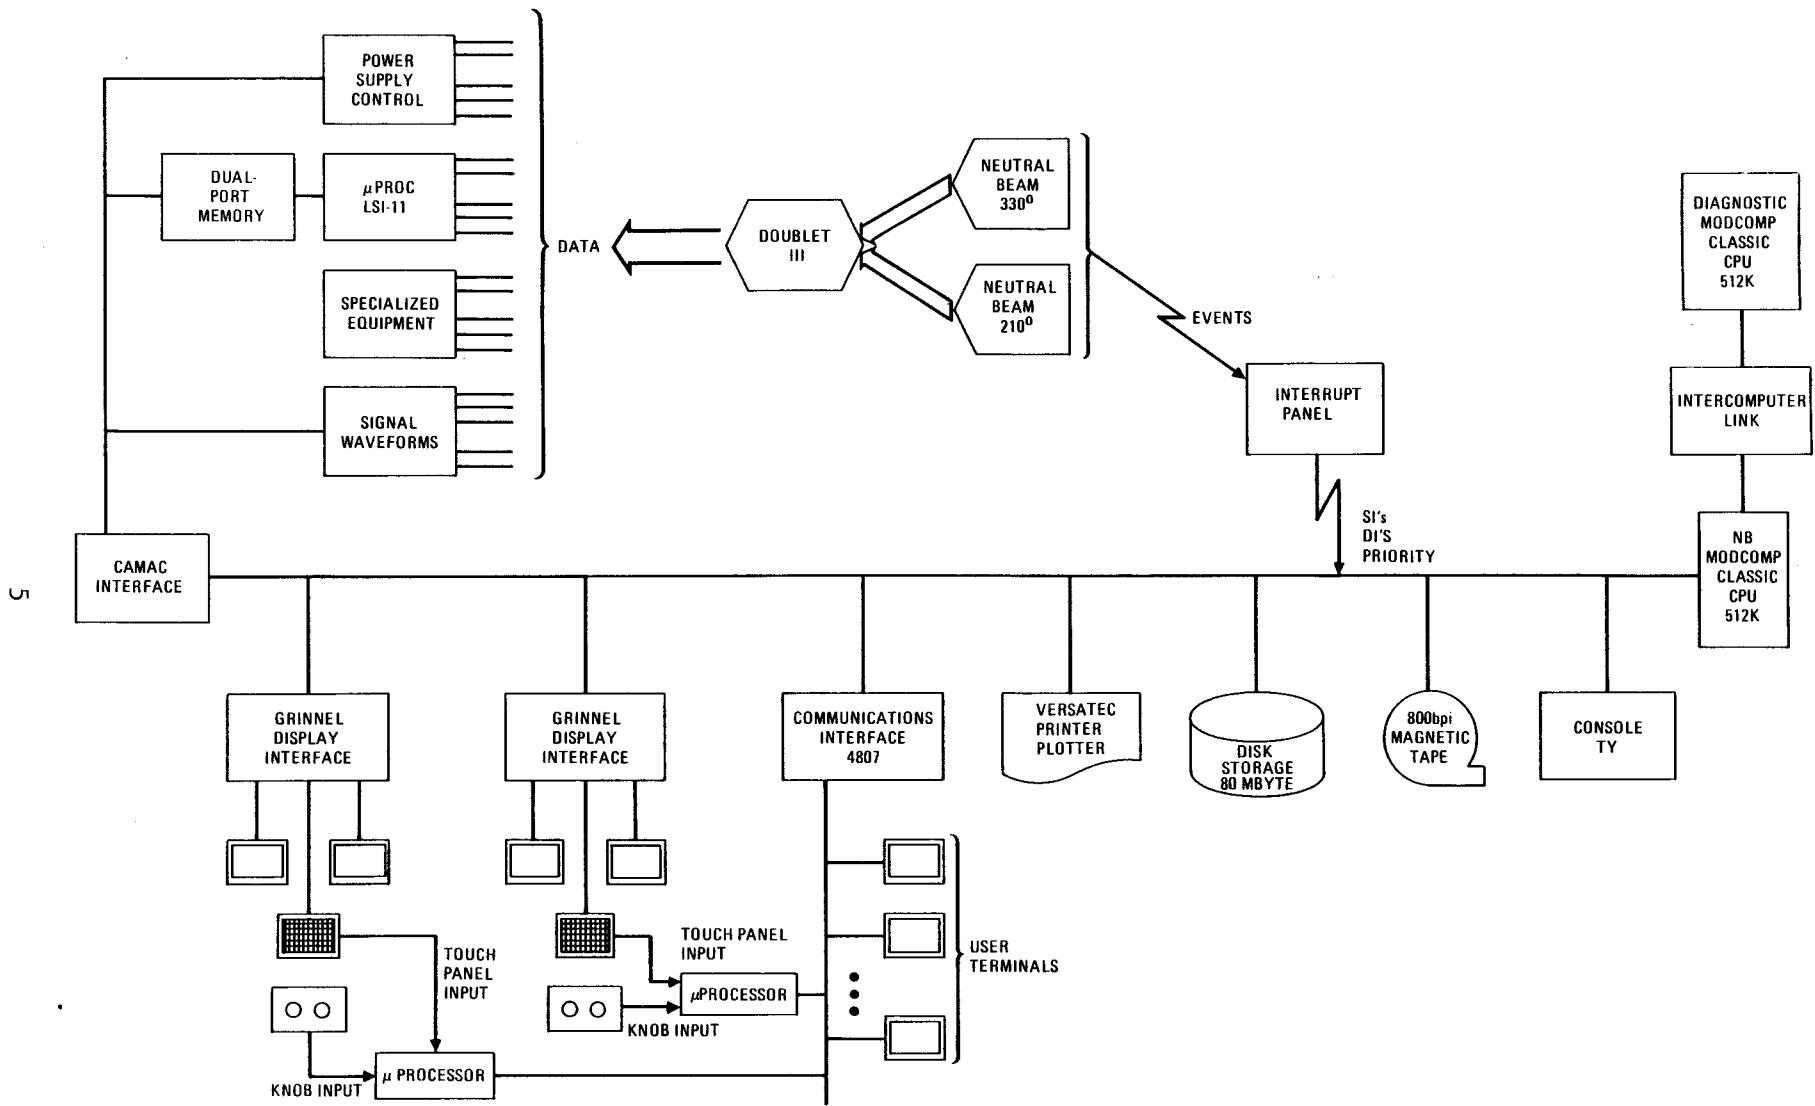 POWER
SUPPLY
CONTROL
DUAL-
PORT
MEMORY
μPROC
LSI-11
SPECIALIZED
EQUIPMENT
SIGNAL
WAVEFORMS
DATA
DOUBLET
III
NEUTRAL
BEAM
330⁰
NEUTRAL
BEAM
210⁰
EVENTS
INTERRUPT
PANEL
SI's
DI'S
PRIORITY
DIAGNOSTIC
MODCOMP
CLASSIC
CPU
512K
INTERCOMPUTER
LINK
NB
MODCOMP
CLASSIC
CPU
512K
CAMAC
INTERFACE
5
GRINNEL
DISPLAY
INTERFACE
GRINNEL
DISPLAY
INTERFACE
COMMUNICATIONS
INTERFACE
4807
VERSATEC
PRINTER
PLOTTER
DISK
STORAGE
80 MBYTE
800bpi
MAGNETIC
TAPE
CONSOLE
TY
TOUCH
PANEL
INPUT
KNOB INPUT
μ PROCESSOR
TOUCH PANEL
INPUT
μPROCESSOR
KNOB INPUT
USER
TERMINALS